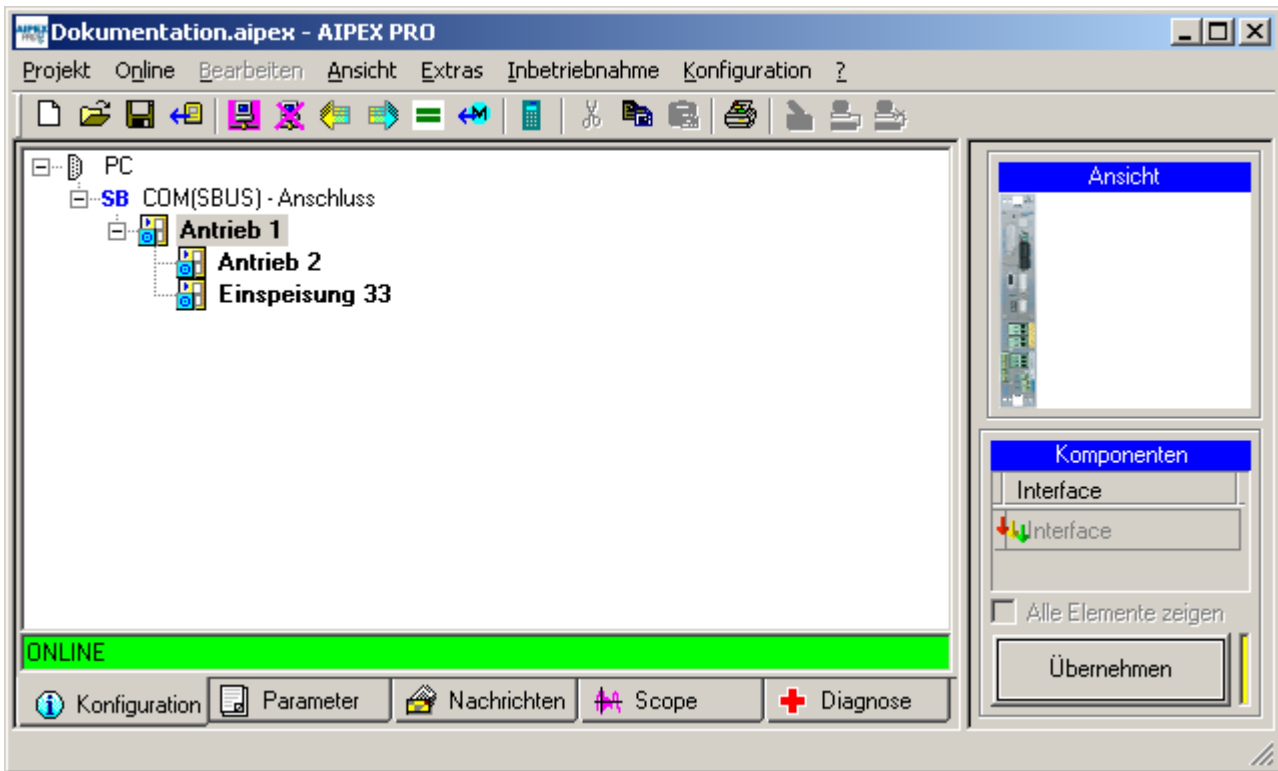 Dokumentation.aipex - AIPEX PRO
Projekt Online Bearbeiten Ansicht Extras Inbetriebnahme Konfiguration ?
PC
SB COM(SBUS) - Anschluss
Antrieb 1
Antrieb 2
Einspeisung 33
ONLINE
Konfiguration Parameter Nachrichten Scope Diagnose
Ansicht
Komponenten
Interface
Interface
Alle Elemente zeigen
Übernehmen